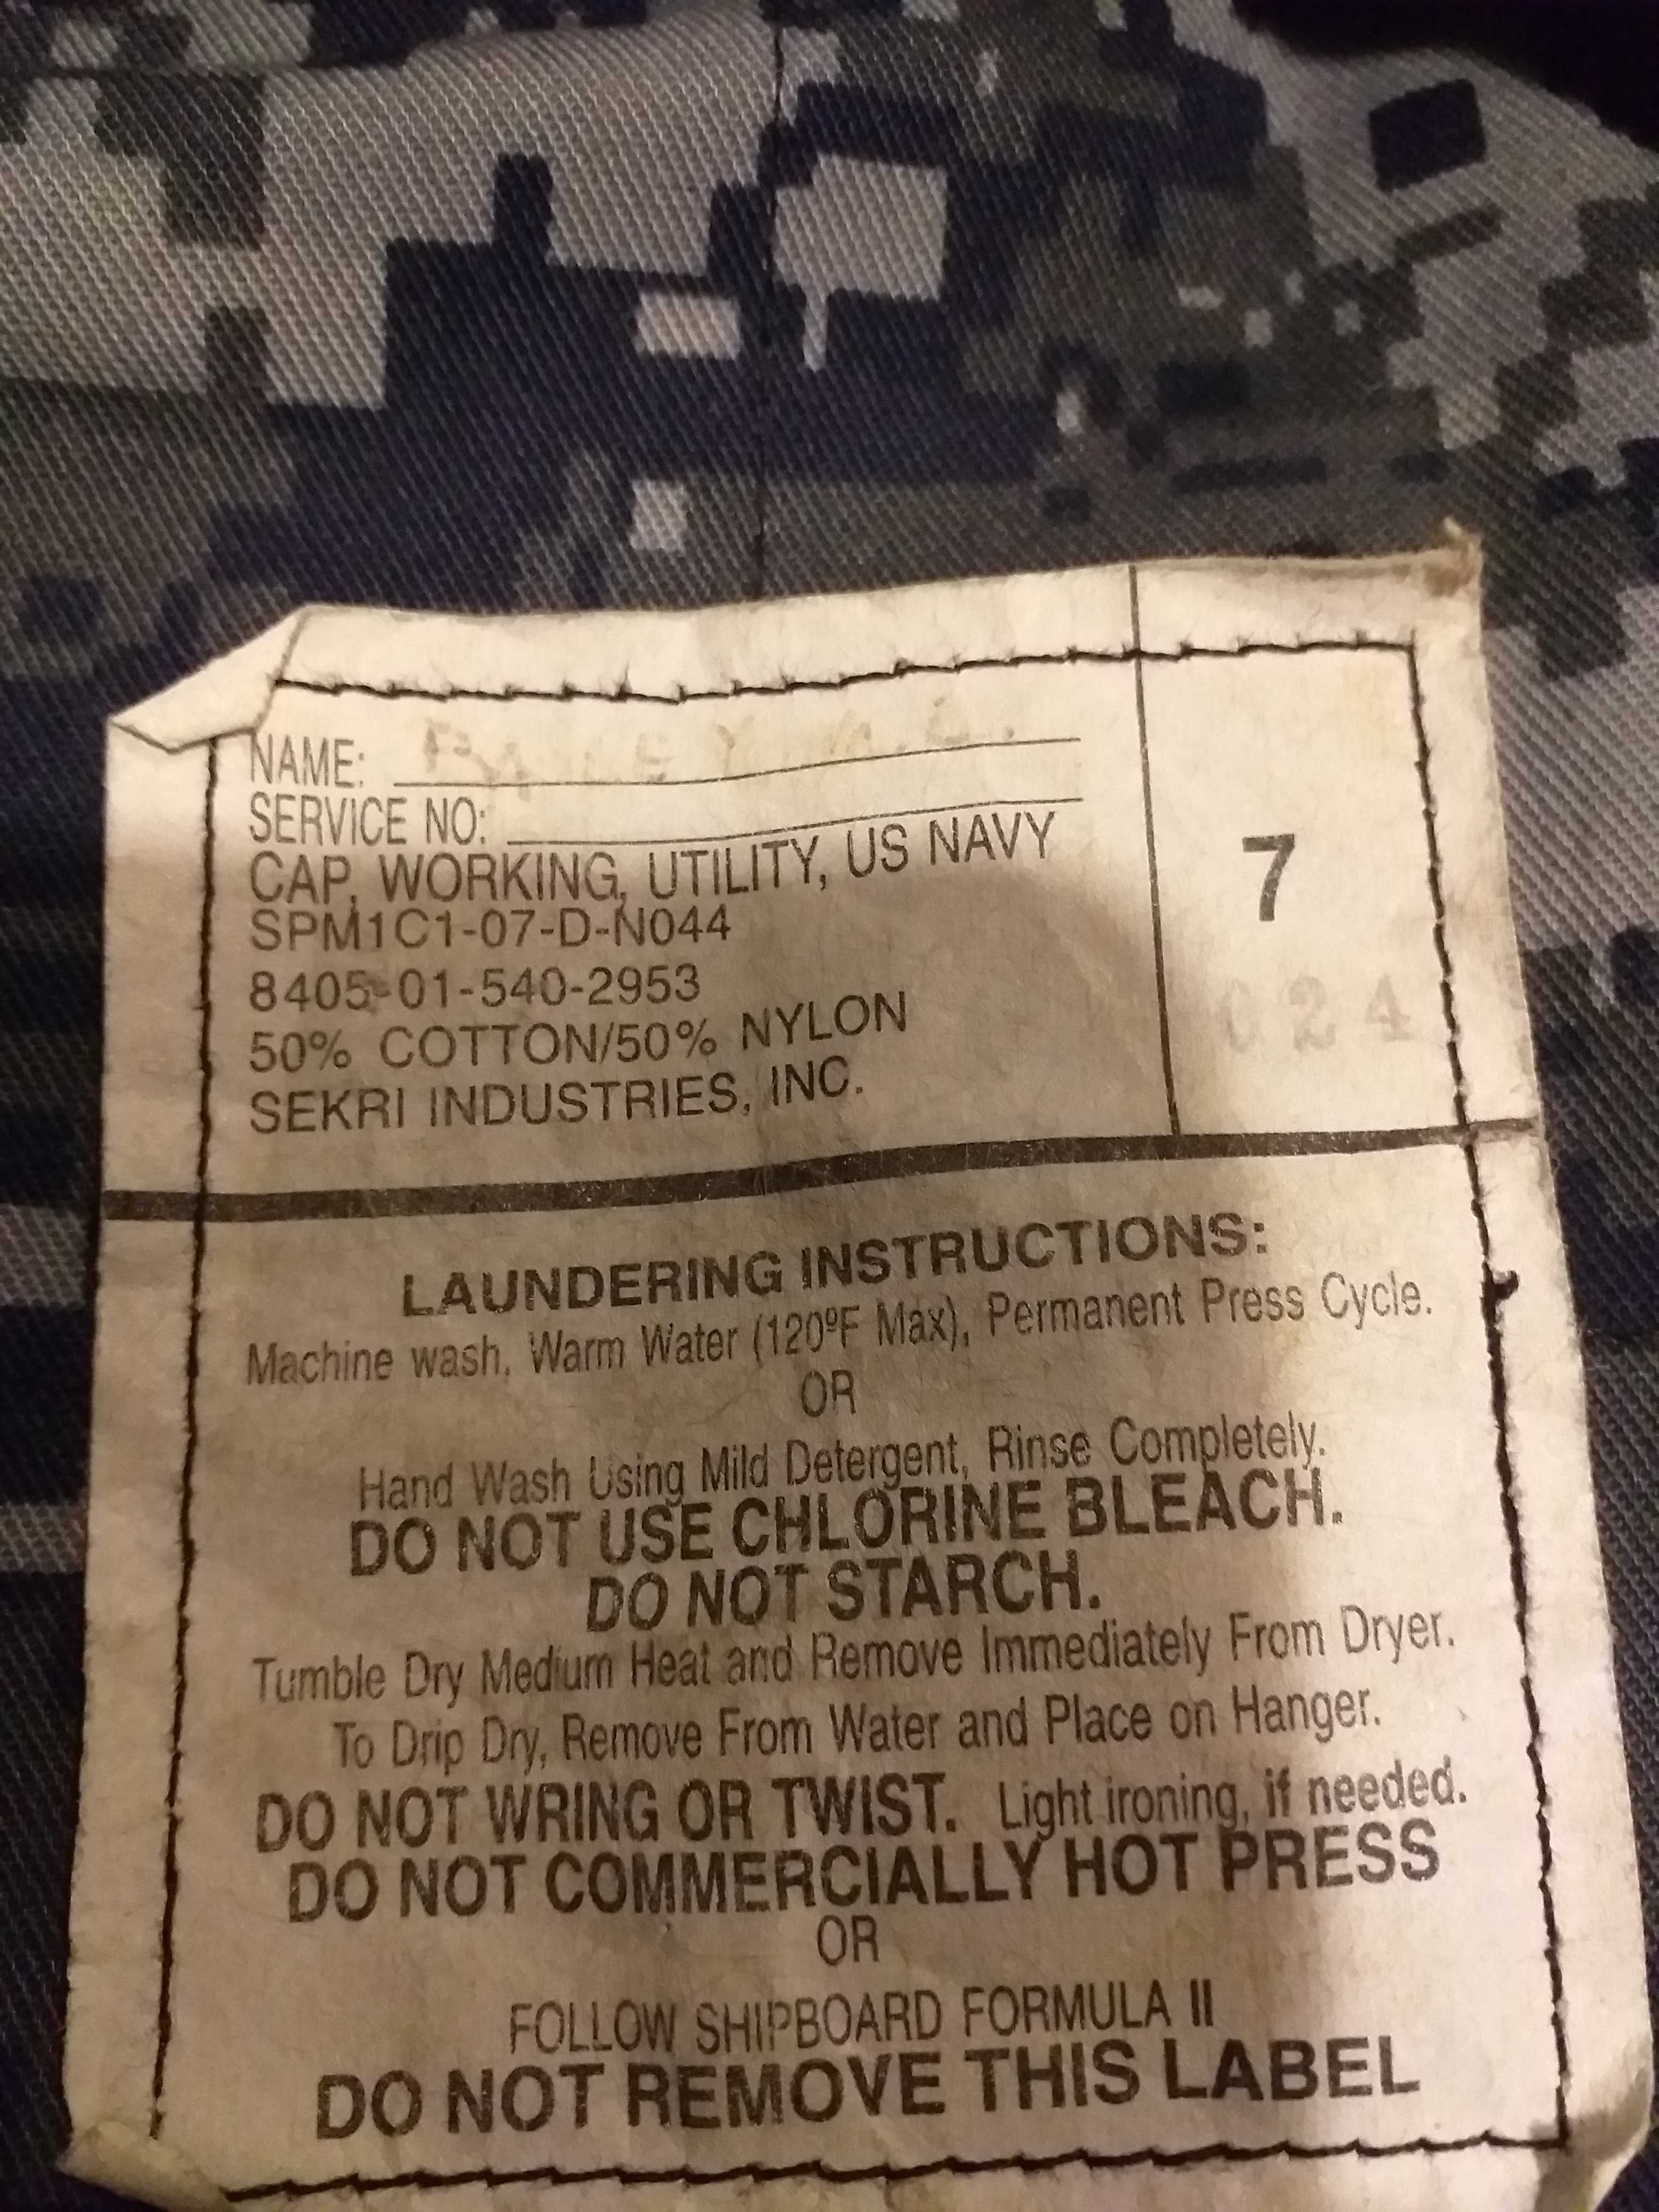 NAME:
SERVICE NO:
CAP, WORKING, UTILITY, US NAVY
SPM1C1-07-D-N044
8405-01-540-2953
50% COTTON/50% NYLON
SEKRI INDUSTRIES, INC.
7
024
LAUNDERING INSTRUCTIONS:
Machine wash, Warm Water (120ºF Max), Permanent Press Cycle.
OR
Hand Wash Using Mild Detergent, Rinse Completely.
DO NOT USE CHLORINE BLEACH.
DO NOT STARCH.
Tumble Dry Medium Heat and Remove Immediately From Dryer.
To Drip Dry, Remove From Water and Place on Hanger.
DO NOT WRING OR TWIST. Light ironing, if needed.
DO NOT COMMERCIALLY HOT PRESS
OR
FOLLOW SHIPBOARD FORMULA II
DO NOT REMOVE THIS LABEL